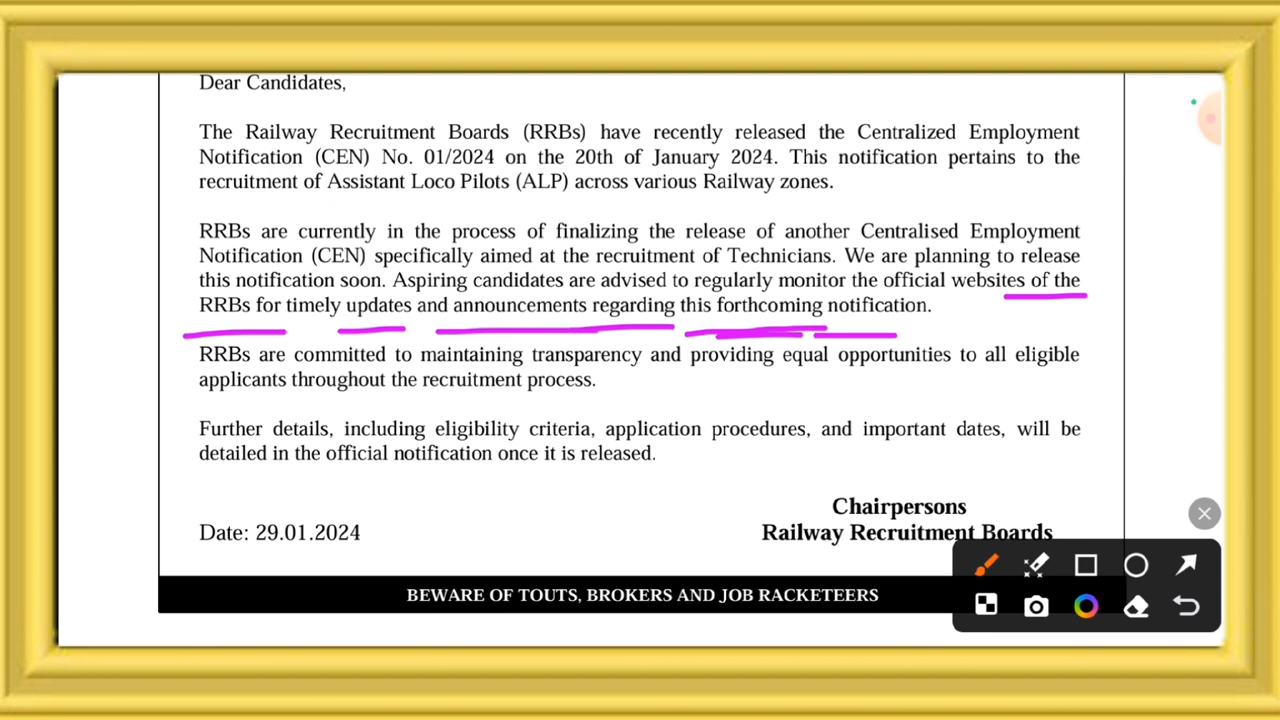 Dear Candidates,
The Railway Recruitment Boards (RRBs) have recently released the Centralized Employment
Notification (CEN) No. 01/2024 on the 20th of January 2024. This notification pertains to the
recruitment of Assistant Loco Pilots (ALP) across various Railway zones.
RRBs are currently in the process of finalizing the release of another Centralised Employment
Notification (CEN) specifically aimed at the recruitment of Technicians. We are planning to release
this notification soon. Aspiring candidates are advised to regularly monitor the official websites of the
RRBs for timely updates and announcements regarding this forthcoming notification.
RRBs are committed to maintaining transparency and providing equal opportunities to all eligible
applicants throughout the recruitment process.
Further details, including eligibility criteria, application procedures, and important dates, will be
detailed in the official notification once it is released.
Chairpersons
Date: 29.01.2024 Railway Recruitment Boards
BEWARE OF TOUTS, BROKERS AND JOB RACKETEERS